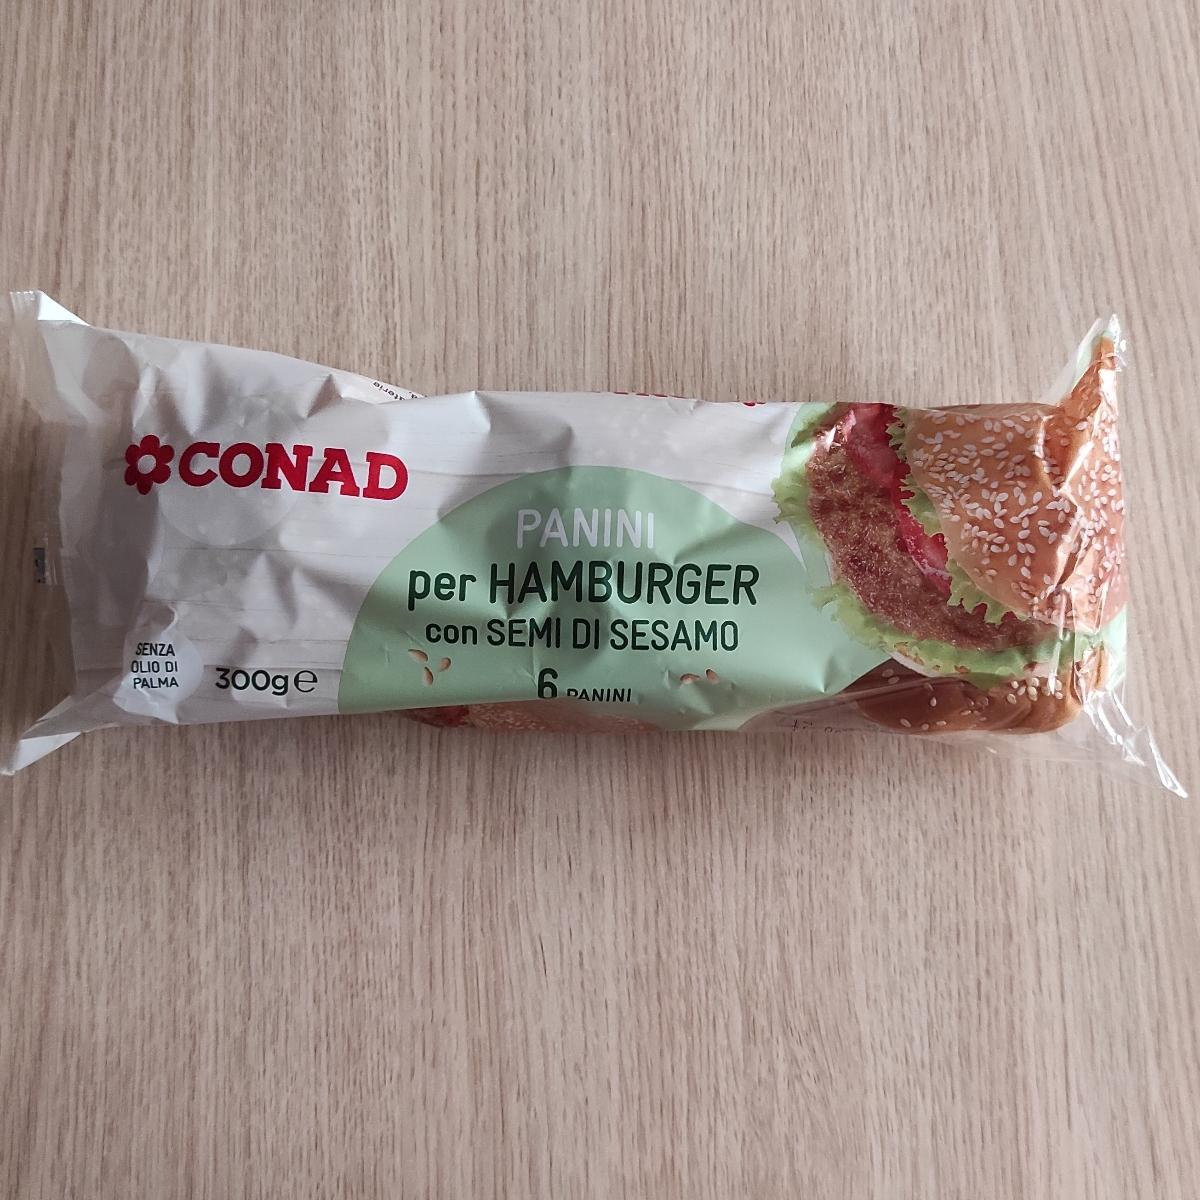 CONAD
PANINI
per HAMBURGER
con SEMI DI SESAMO
6 PANINI
SENZA
OLIO DI
PALMA
300g e